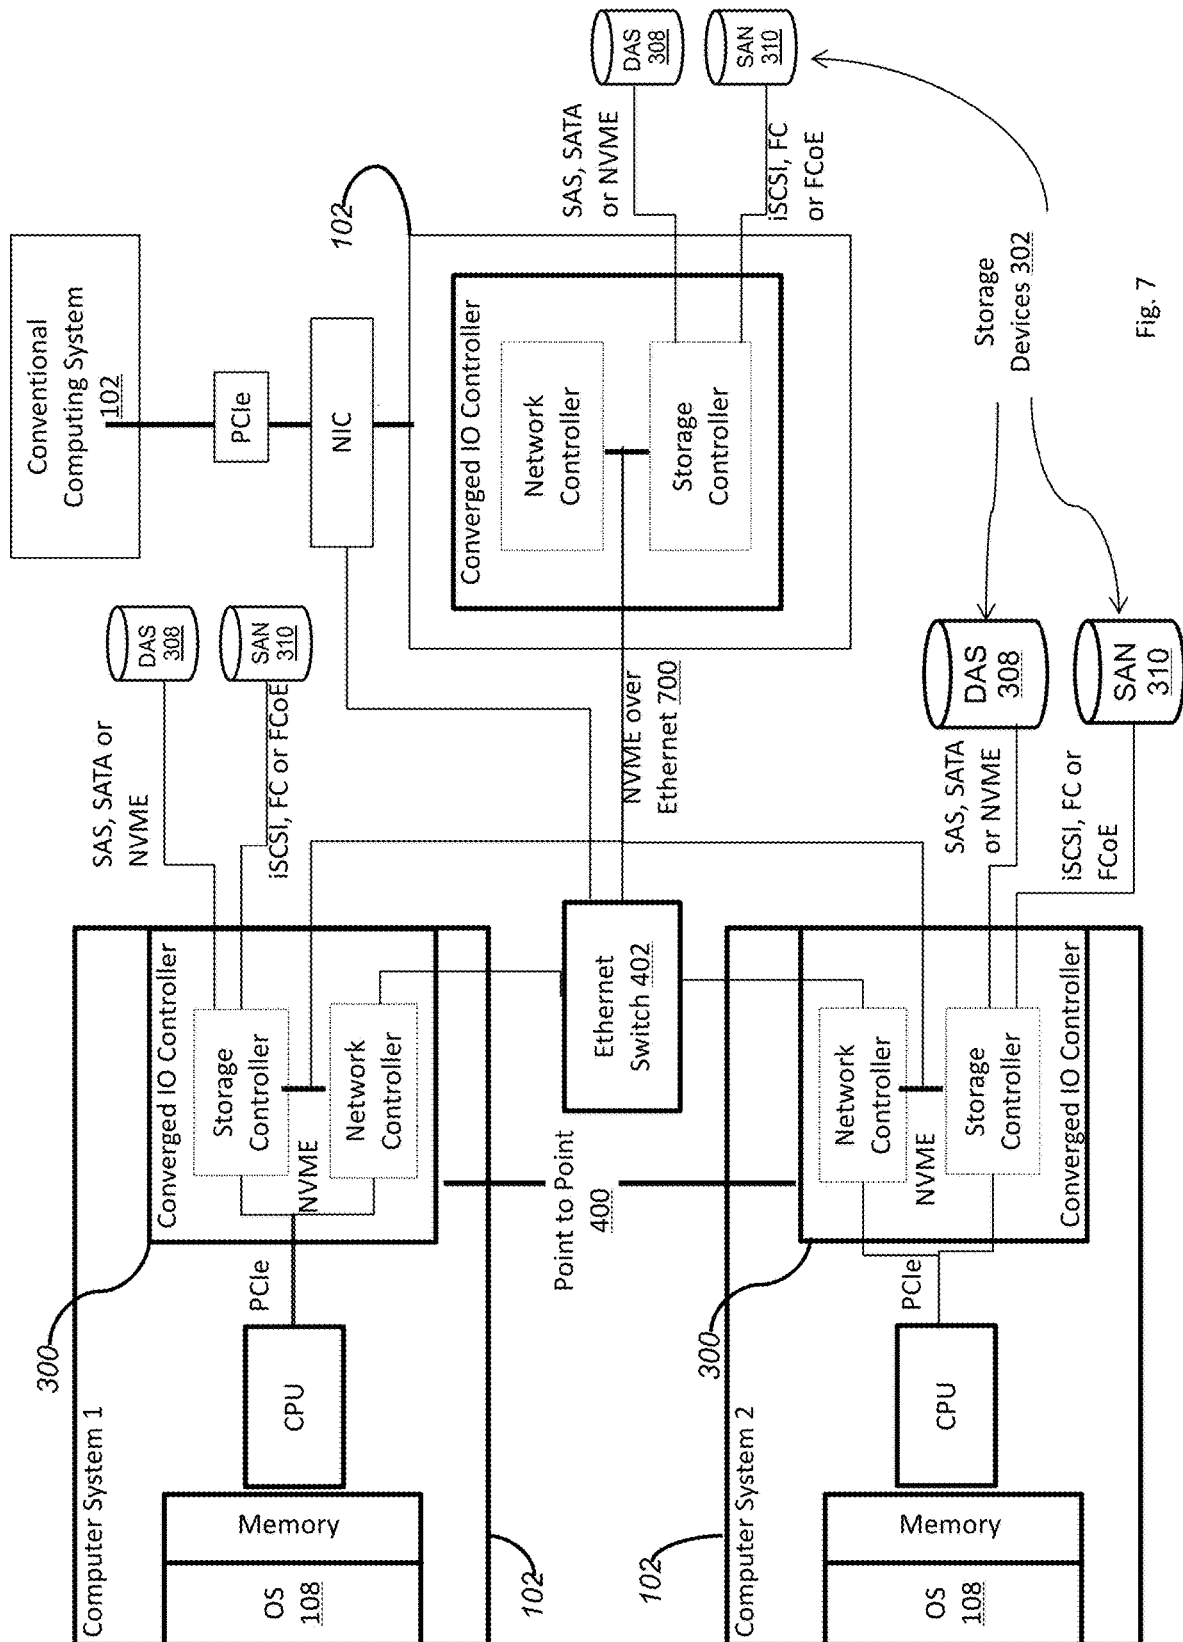 Computer System 1
OS
108
Memory
CPU
PCIe
300
102
Converged IO Controller
Storage
Controller
NVME
Network
Controller
SAS, SATA or
NVME
DAS
308
iSCSI, FC or FCoE
SAN
310
Conventional
Computing System
102
PCIe
NIC
102
Converged IO Controller
Network
Controller
Storage
Controller
SAS, SATA
or NVME
DAS
308
iSCSI, FC
or FCoE
SAN
310
Point to Point
400
Ethernet
Switch 402
NVME over
Ethernet 700
Computer System 2
102
OS
108
Memory
CPU
PCIe
300
Network
Controller
NVME
Storage
Controller
Converged IO Controller
SAS, SATA
or NVME
DAS
308
iSCSI, FC or
FCoE
SAN
310
Storage
Devices 302
Fig. 7